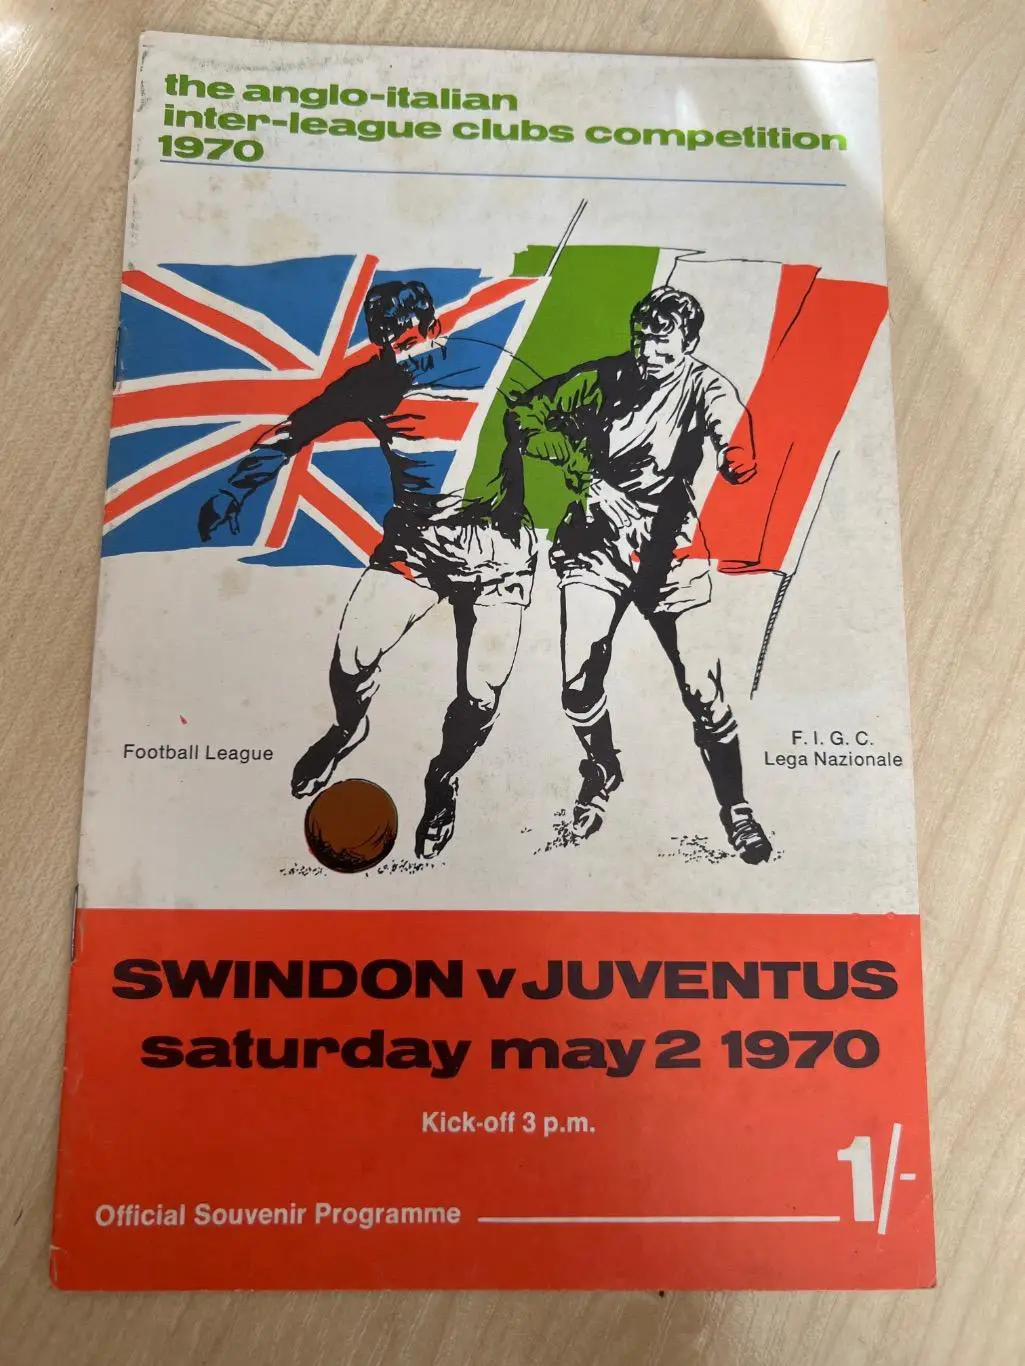 the anglo-italian
inter-league clubs competition
1970
Football League
F. I. G. C.
Lega Nazionale
SWINDON v JUVENTUS
saturday may 2 1970
Kick-off 3 p.m.
Official Souvenir Programme 1/-